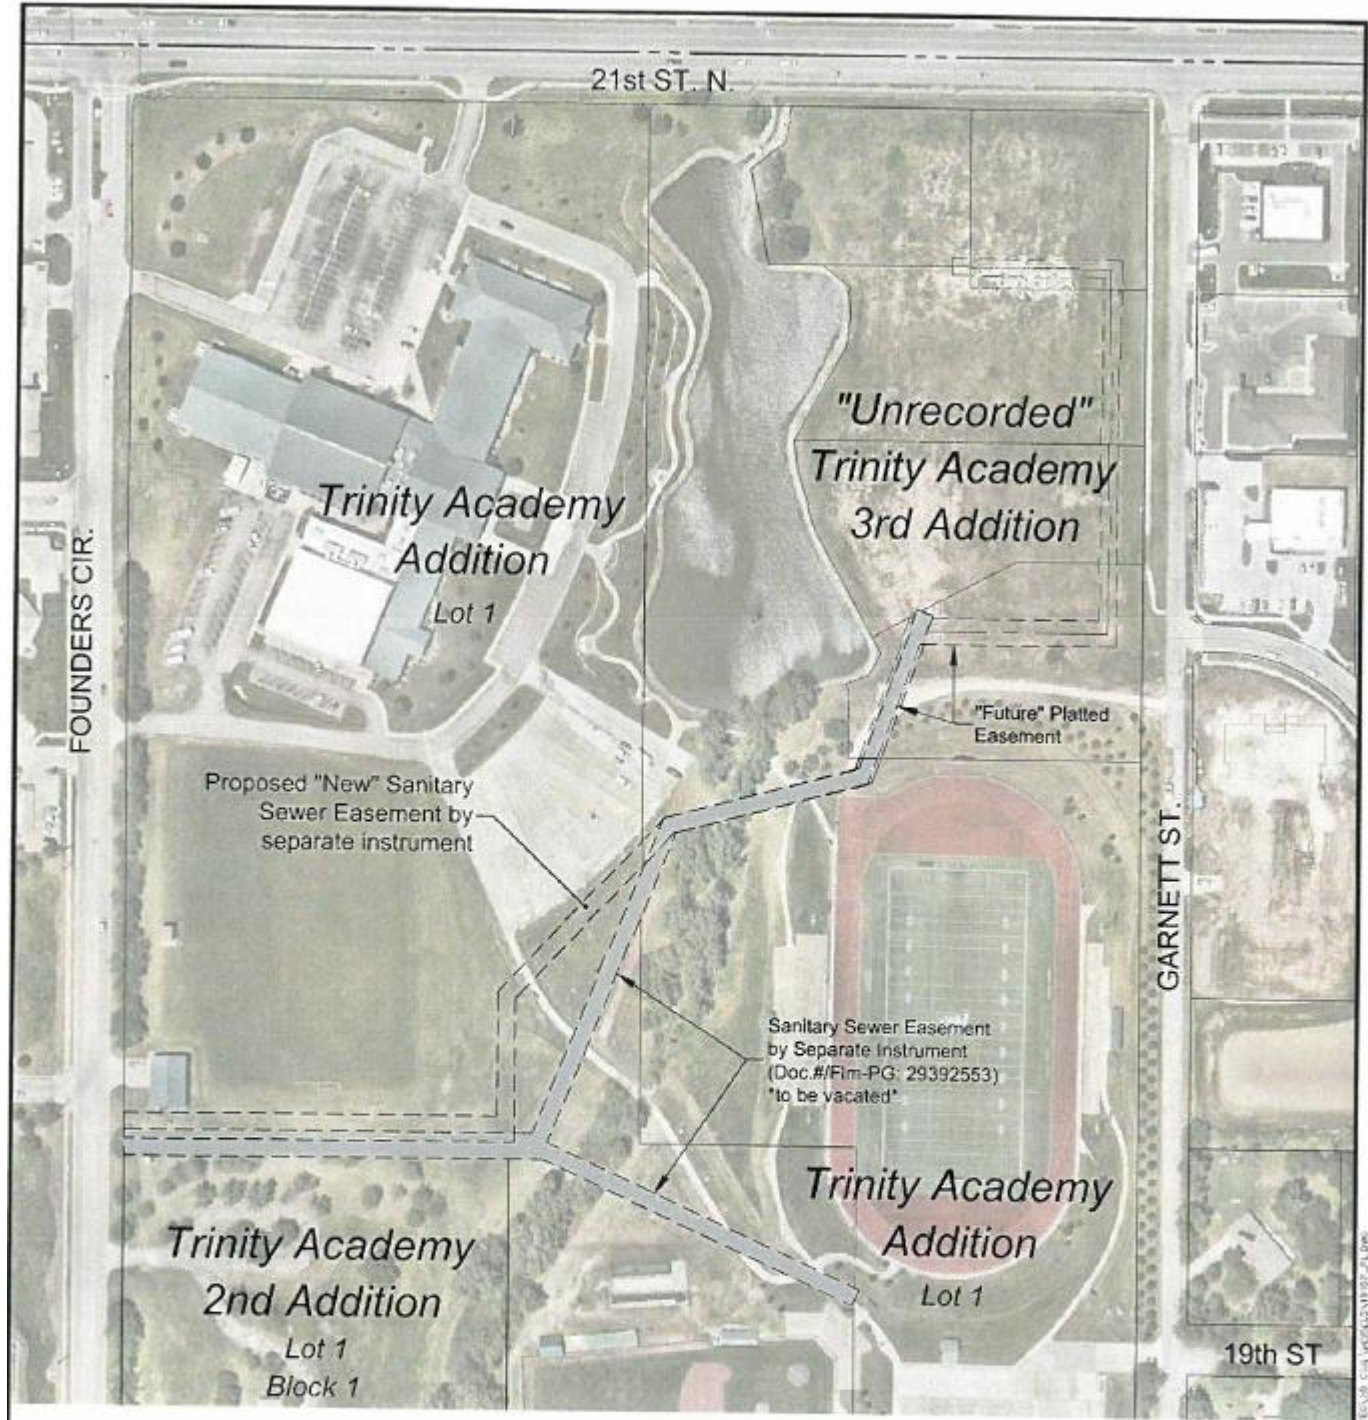 21st ST. N.
"Unrecorded"
Trinity Academy
3rd Addition
Trinity Academy
Addition
Lot 1
FOUNDERS CIR.
"Future" Platted
Easement
Proposed "New" Sanitary
Sewer Easement by
separate instrument
GARNETT ST.
Sanitary Sewer Easement
by Separate Instrument
(Doc.#/Flm-PG: 29392553)
"to be vacated"
Trinity Academy
Addition
Lot 1
Trinity Academy
2nd Addition
Lot 1
Block 1
19th ST